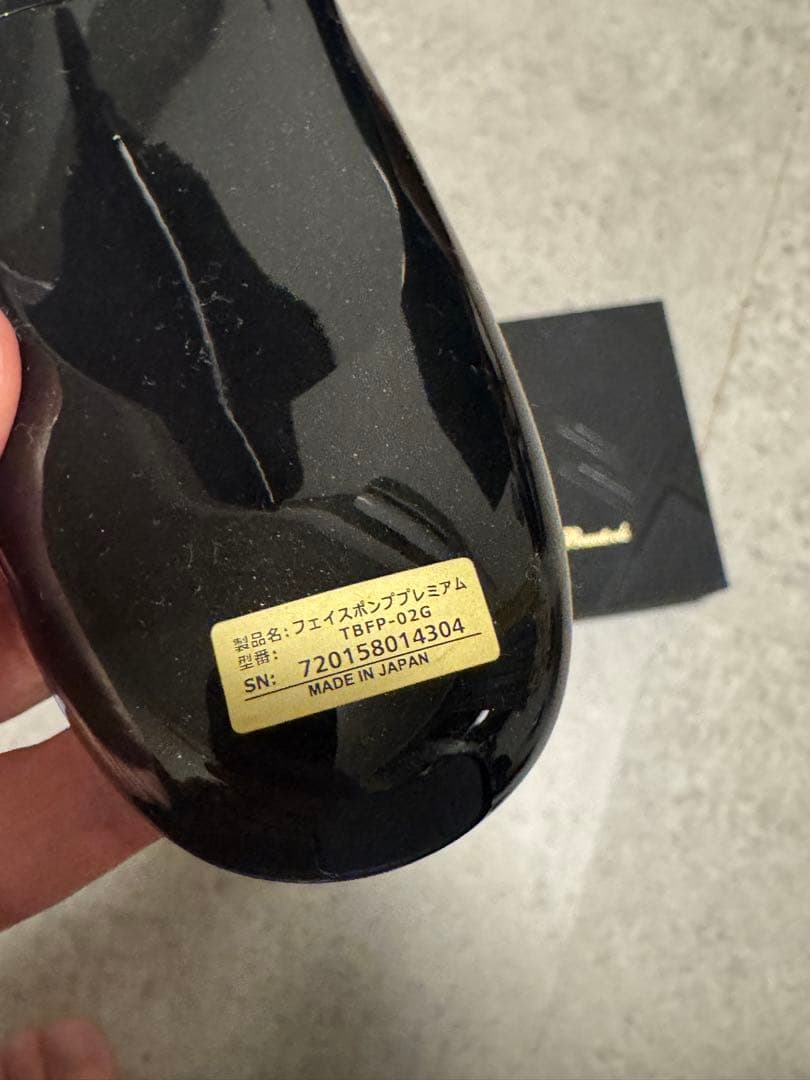 製品名:フェイスポンププレミアム
型番: TBFP-02G
SN: 720158014304
MADE IN JAPAN